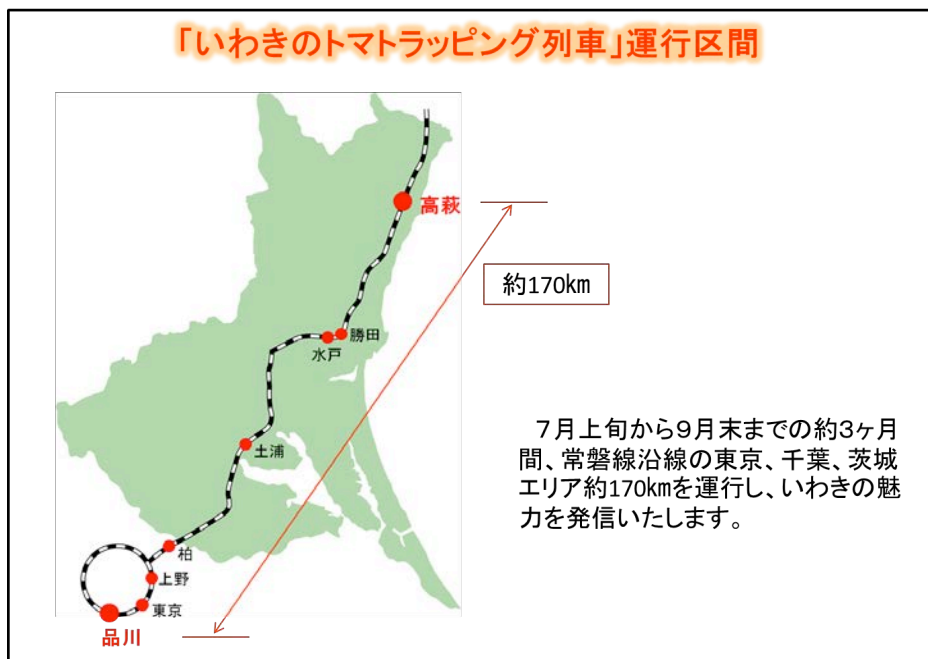 「いわきのトマトラッピング列車」運行区間
高萩
約170㎞
勝田
水戸
土浦
柏
上野
東京
品川
７月上旬から９月末までの約３ヶ月
間、常磐線沿線の東京、千葉、茨城
エリア約170㎞を運行し、いわきの魅
力を発信いたします。